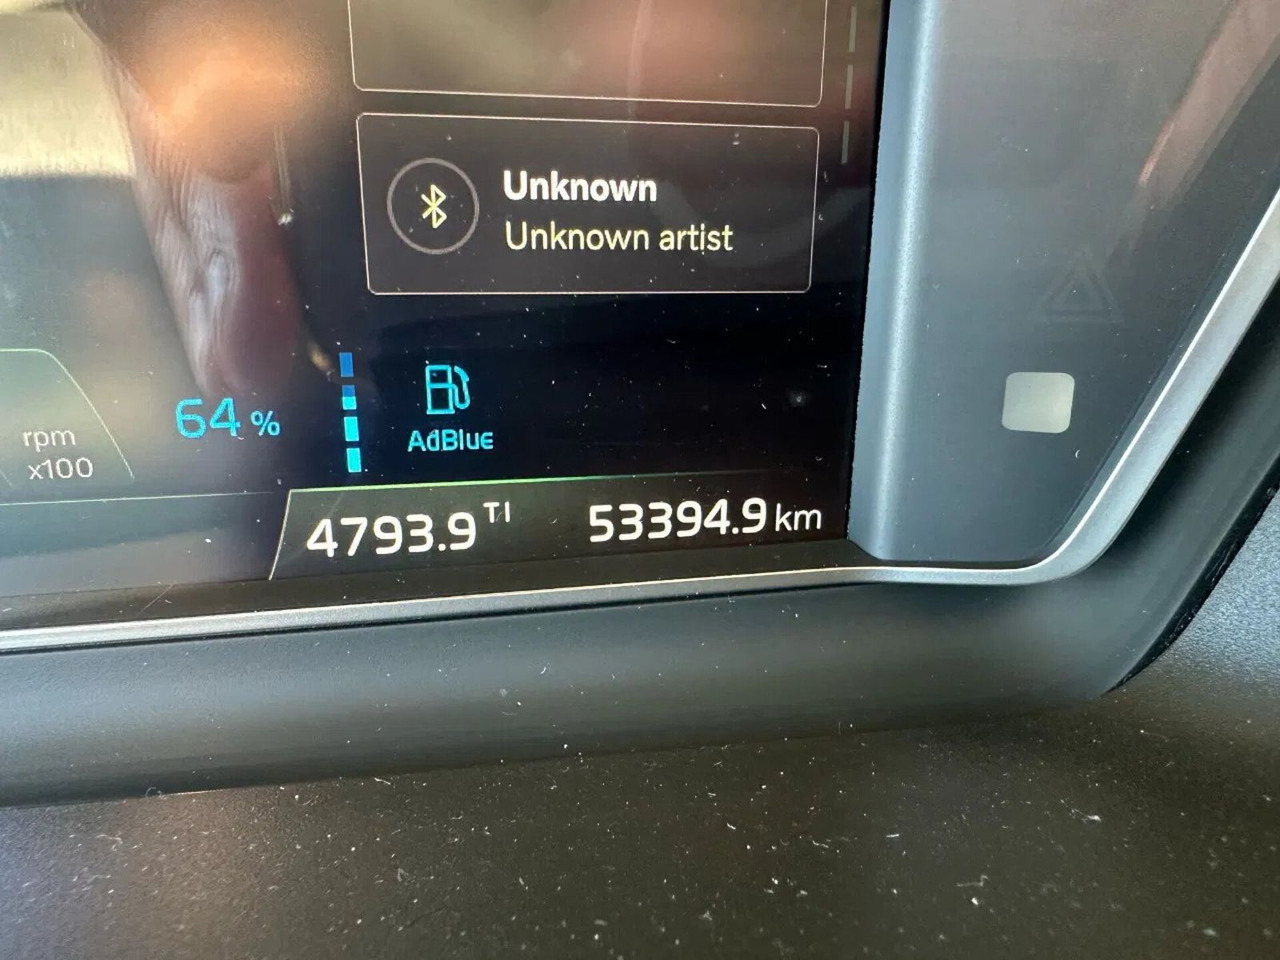 Unknown
Unknown artist
64 %
AdBlue
rpm
x100
4793.9 TI 53394.9 km